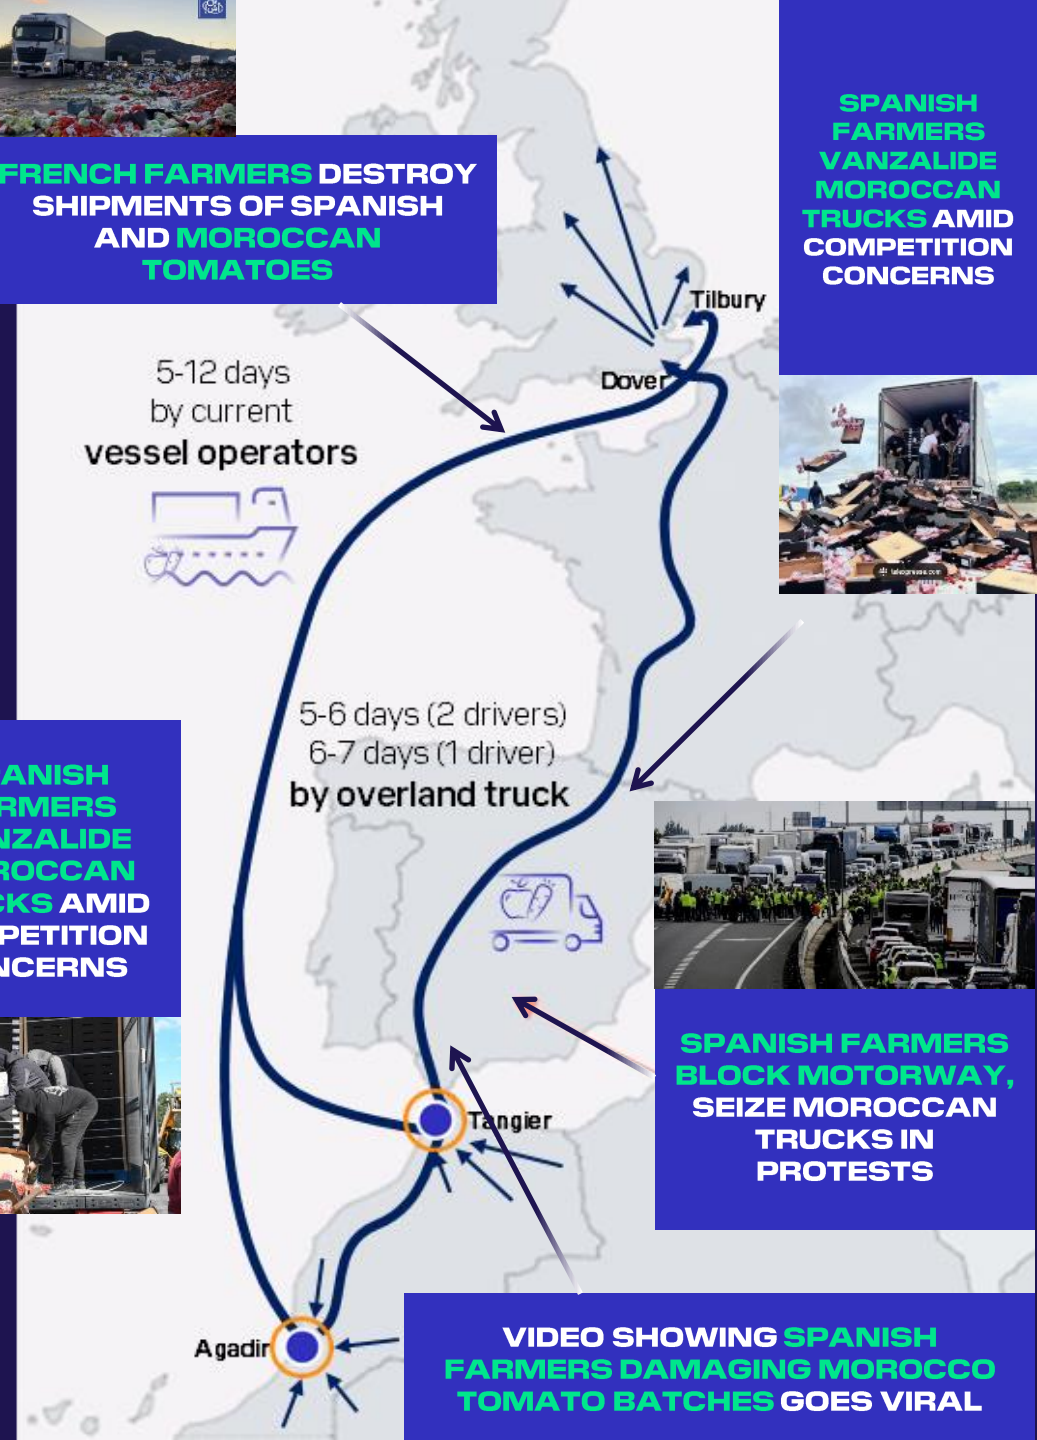 FRENCH FARMERS DESTROY
SHIPMENTS OF SPANISH
AND MOROCCAN
TOMATOES
SPANISH
FARMERS
VANZALIDE
MOROCCAN
TRUCKS AMID
COMPETITION
CONCERNS
telexpresse.com
Tilbury
Dover
5-12 days
by current
vessel operators
5-6 days (2 drivers)
6-7 days (1 driver)
by overland truck
ANISH
RMERS
NZALIDE
ROCCAN
CKS AMID
PETITION
NCERNS
SPANISH FARMERS
BLOCK MOTORWAY,
SEIZE MOROCCAN
TRUCKS IN
PROTESTS
Tangier
Agadir
VIDEO SHOWING SPANISH
FARMERS DAMAGING MOROCCO
TOMATO BATCHES GOES VIRAL